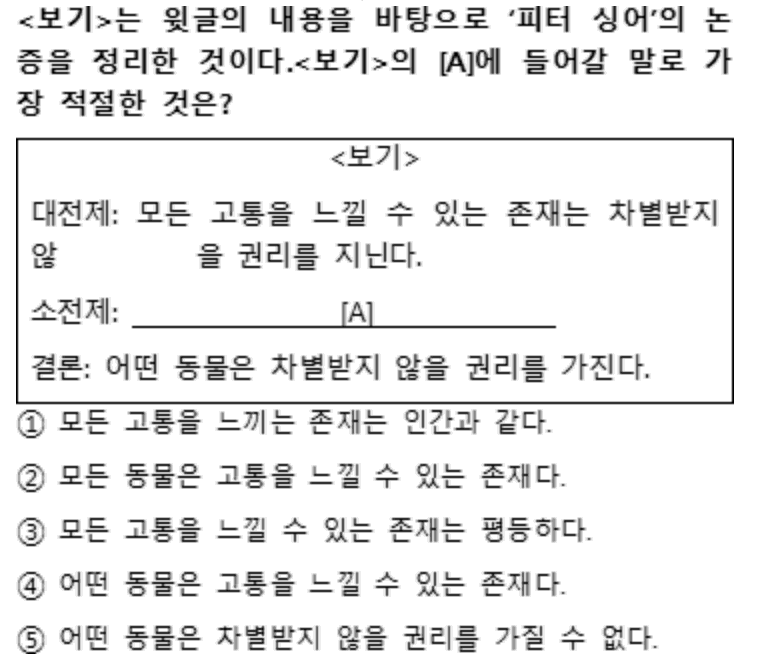 <보기>는 윗글의 내용을 바탕으로 ‘피터 싱어’의 논
증을 정리한 것이다.<보기>의 [A]에 들어갈 말로 가
장 적절한 것은?
<보기>
대전제: 모든 고통을 느낄 수 있는 존재는 차별받지
않 을 권리를 지닌다.
소전제: [A]
결론: 어떤 동물은 차별받지 않을 권리를 가진다.
① 모든 고통을 느끼는 존재는 인간과 같다.
② 모든 동물은 고통을 느낄 수 있는 존재다.
③ 모든 고통을 느낄 수 있는 존재는 평등하다.
④ 어떤 동물은 고통을 느낄 수 있는 존재다.
⑤ 어떤 동물은 차별받지 않을 권리를 가질 수 없다.